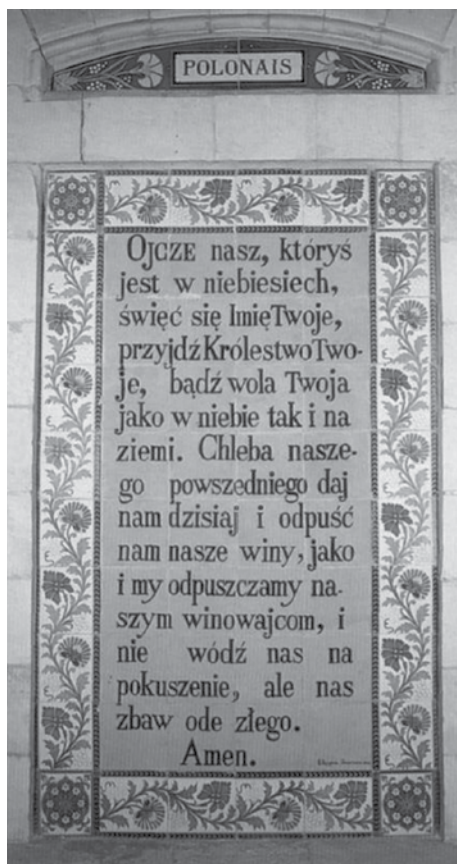 POLONAIS
OJCZE nasz, któryś
jest w niebiesiech,
święć się Imię Twoje,
przyjdź Królestwo Two-
je, bądź wola Twoja
jako w niebie tak i na
ziemi. Chleba nasze-
go powszedniego daj
nam dzisiaj i odpuść
nam nasze winy, jako
i my odpuszczamy na-
szym winowajcom, i
nie wódź nas na
pokuszenie, ale nas
zbaw ode złego.
Amen.